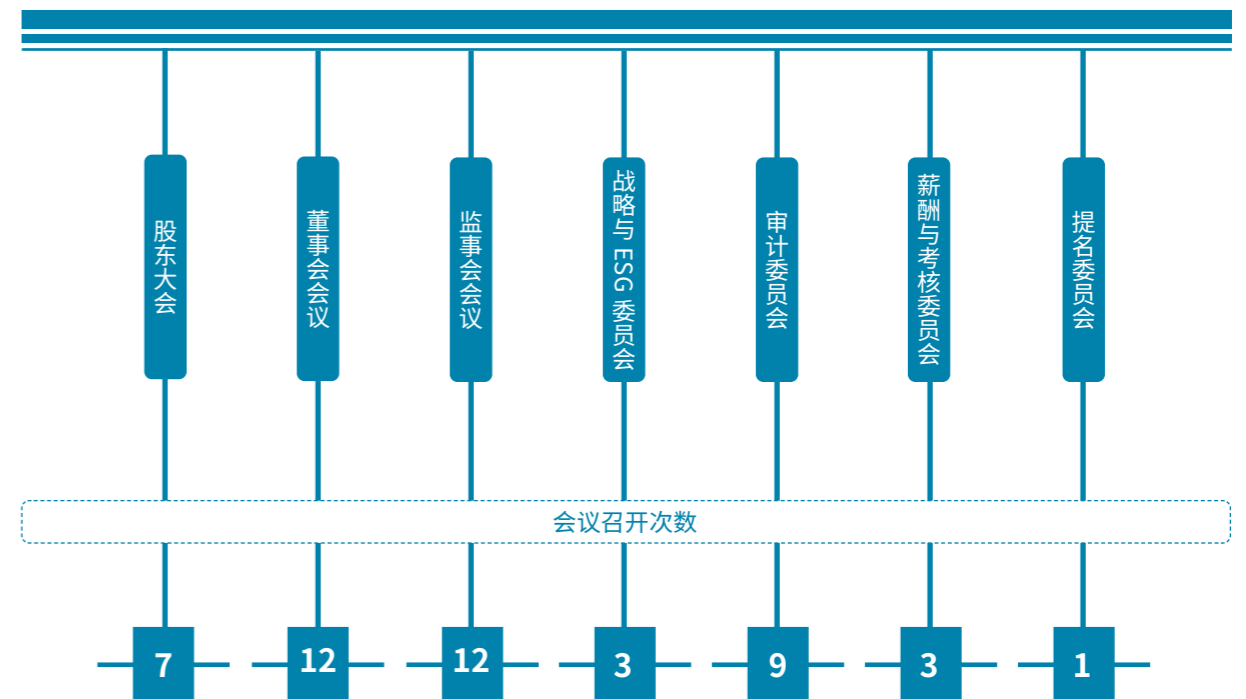 股东大会
董事会会议
监事会会议
战略与 ESG 委员会
审计委员会
薪酬与考核委员会
提名委员会
会议召开次数
7
12
12
3
9
3
1